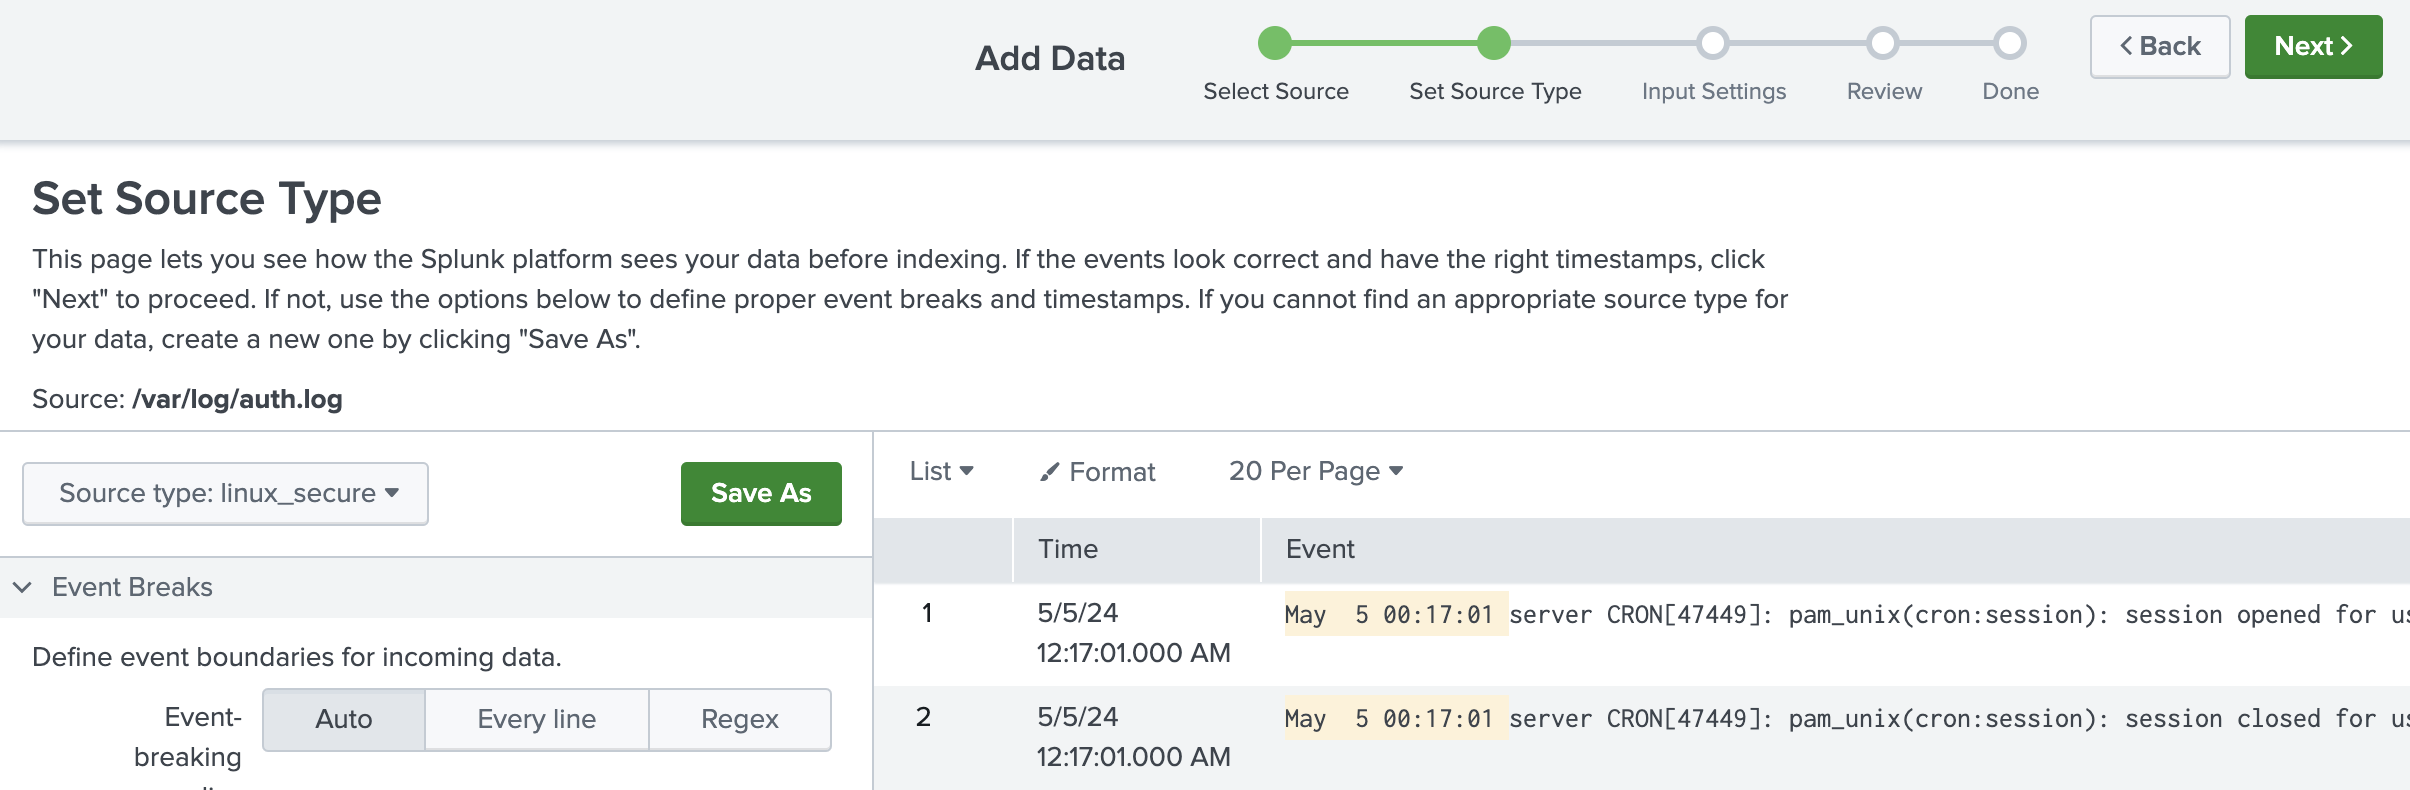 Add Data
Select Source
Set Source Type
Input Settings
Review
Done
Back
Next
Set Source Type
This page lets you see how the Splunk platform sees your data before indexing. If the events look correct and have the right timestamps, click
"Next" to proceed. If not, use the options below to define proper event breaks and timestamps. If you cannot find an appropriate source type for
your data, create a new one by clicking "Save As".
Source: /var/log/auth.log
Source type: linux_secure
Save As
Event Breaks
Define event boundaries for incoming data.
Event-
breaking
Auto
Every line
Regex
List
Format
20 Per Page
Time
Event
1
5/5/24
12:17:01.000 AM
May  5 00:17:01 server CRON[47449]: pam_unix(cron:session): session opened for
2
5/5/24
12:17:01.000 AM
May  5 00:17:01 server CRON[47449]: pam_unix(cron:session): session closed for